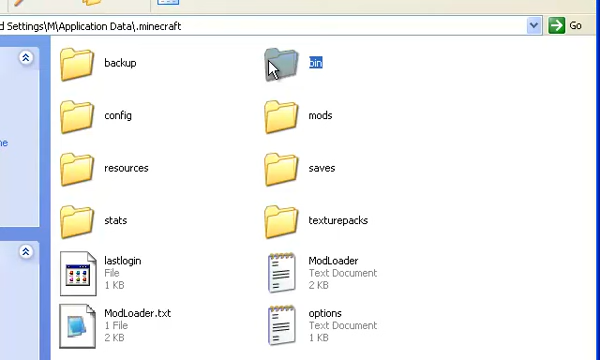 d Settings\M\Application Data\.minecraft
Go
backup
bin
config
mods
ne
resources
saves
stats
texturepacks
lastlogin
File
1 KB
ModLoader
Text Document
2 KB
ModLoader.txt
1 File
2 KB
options
Text Document
1 KB